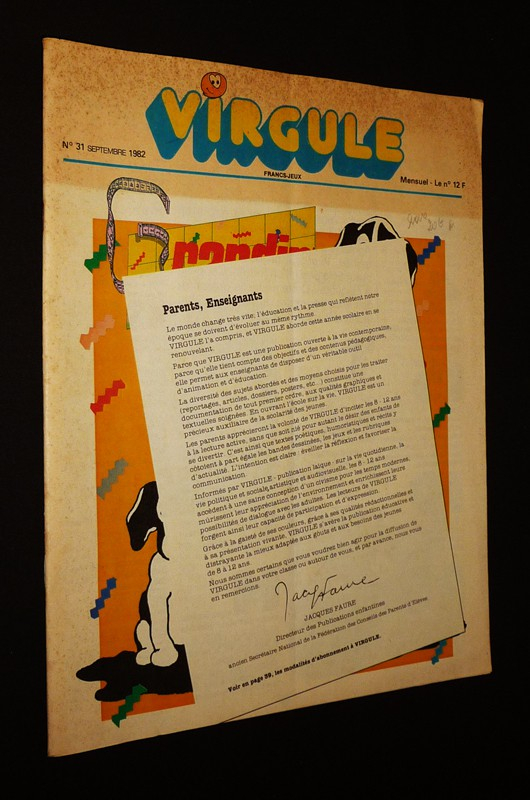 VIRGULE
N° 31 SEPTEMBRE 1982
FRANCS-JEUX
Mensuel - Le n° 12 F
grandir
Parents, Enseignants
Le monde change très vite; l'éducation et la presse qui reflètent notre
époque se doivent d'évoluer au même rythme.
VIRGULE l'a compris, et VIRGULE aborde cette année scolaire en se
renouvelant.
Parce que VIRGULE est une publication ouverte à la vie contemporaine,
parce qu'elle tient compte des objectifs et des contenus pédagogiques,
elle permet aux enseignants de disposer d'un véritable outil
d'animation et d'éducation.
La diversité des sujets abordés et des moyens choisis pour les traiter
(reportages, articles, dossiers, posters, etc...) constitue une
documentation de tout premier ordre, aux qualités graphiques et
textuelles soignées. En ouvrant l'école sur la vie, VIRGULE est un
précieux auxiliaire de la scolarité des jeunes.
Les parents apprécieront la volonté de VIRGULE d'inciter les 8 - 12 ans
à la lecture active, sans que soit nié pour autant le désir des enfants de
se divertir. C'est ainsi que textes poétiques, humoristiques et récits y
côtoient à part égale les bandes dessinées, les jeux et les rubriques
d'actualité. L'intention est claire : éveiller la réflexion et favoriser la
communication.
Informés par VIRGULE - publication laïque - sur la vie quotidienne, la
vie politique et sociale, artistique et audiovisuelle, les 8 - 12 ans
accèdent à une saine conception d'un civisme pour les temps modernes,
mûrissent leur appréciation de l'environnement et enrichissent leurs
possibilités de dialogue avec les adultes. Les lecteurs de VIRGULE
forgent ainsi leur capacité de participation et d'expression.
Grâce à la gaieté de ses couleurs, grâce à ses qualités rédactionnelles et
à sa présentation vivante, VIRGULE s'avère la publication éducative et
distrayante la mieux adaptée aux goûts et aux besoins des jeunes
de 8 à 12 ans.
Nous sommes certains que vous voudrez bien agir pour la diffusion de
VIRGULE dans votre classe ou autour de vous, et par avance, nous vous
en remercions.
Jacq Faure
JACQUES FAURE
Directeur des Publications enfantines
ancien Secrétaire National de la Fédération des Conseils des Parents d'Elèves.
Voir en page 39, les modalités d'abonnement à VIRGULE.